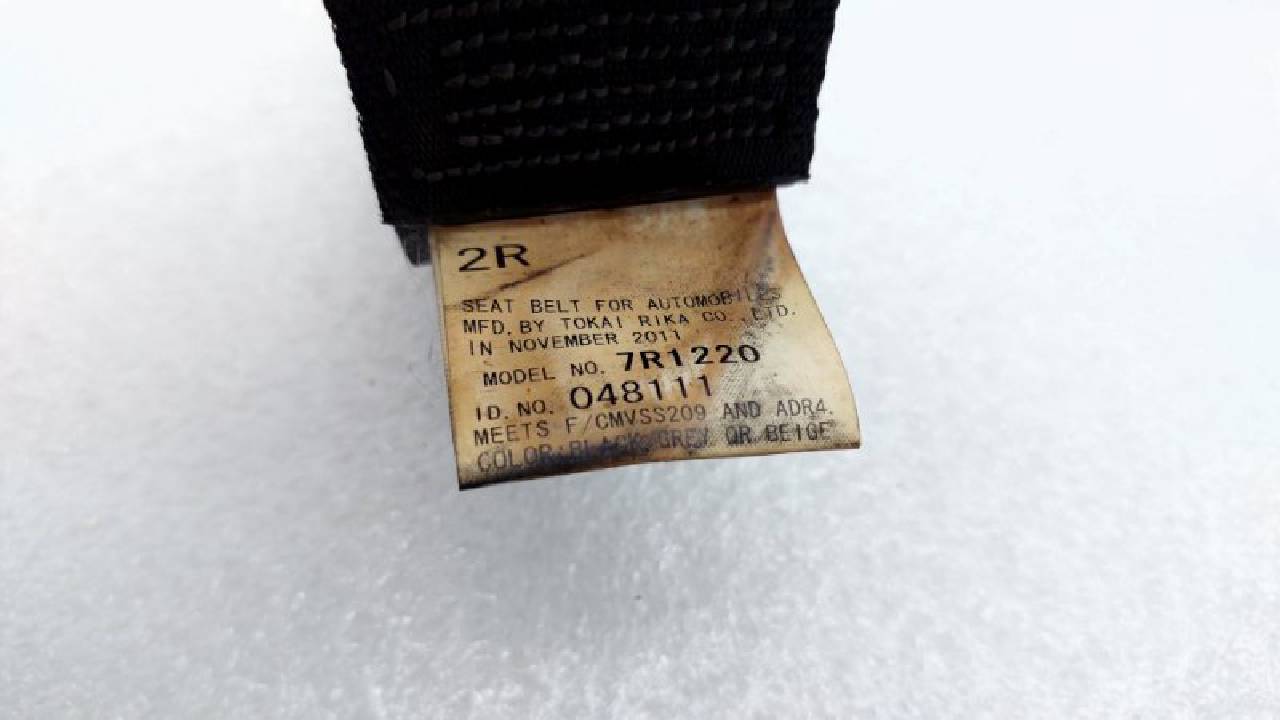 2R
SEAT BELT FOR AUTOMOBILES
MFD. BY TOKAI RIKA CO., LTD.
IN NOVEMBER 2011
MODEL NO. 7R1220
ID. NO. 048111
MEETS F/CMVSS209 AND ADR4.
COLOR:BLACK,GREY OR BEIGE